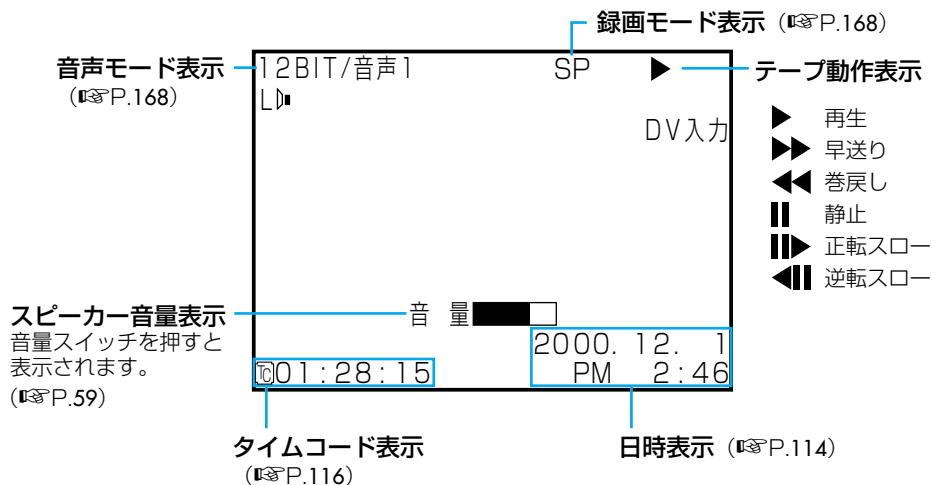 録画モード表示（☞P.168）
音声モード表示
（☞P.168）
12BIT/音声1
SP ▶
テープ動作表示
L
DV入力
▶ 再生
▶▶ 早送り
◀◀ 巻戻し
❚❚ 静止
❚❚▶ 正転スロー
◀❚❚ 逆転スロー
スピーカー音量表示
音量スイッチを押すと
表示されます。
（☞P.59）
音 量
2000. 12. 1
PM 2:46
TC01:28:15
タイムコード表示
（☞P.116）
日時表示（☞P.114）